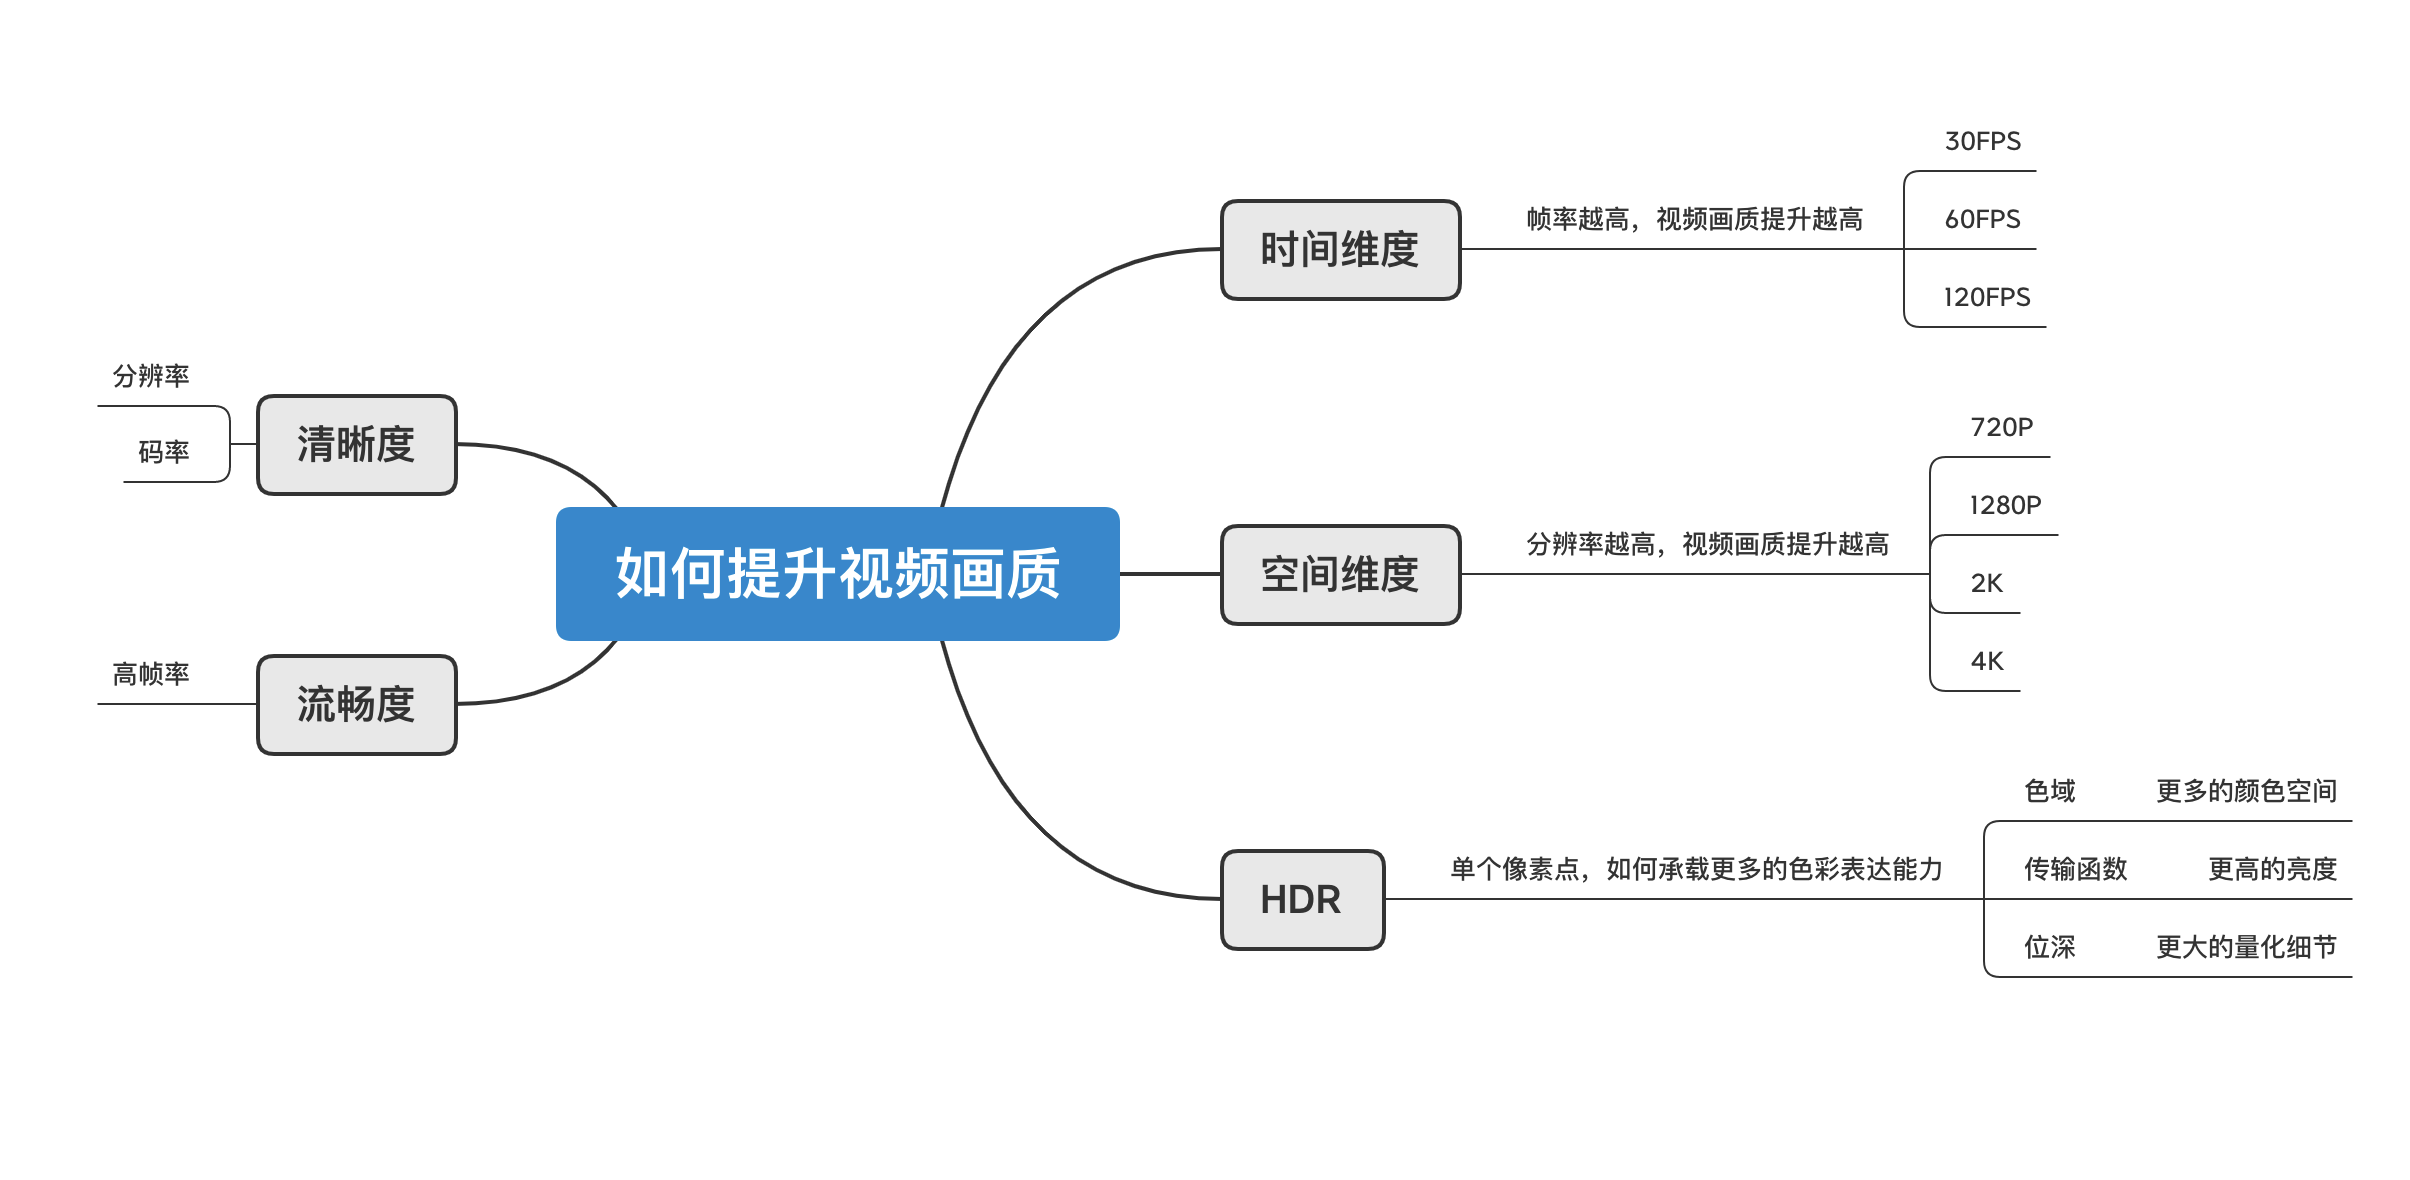 如何提升视频画质
时间维度
帧率越高，视频画质提升越高
30FPS
60FPS
120FPS
空间维度
分辨率越高，视频画质提升越高
720P
1280P
2K
4K
HDR
单个像素点，如何承载更多的色彩表达能力
色域
更多的颜色空间
传输函数
更高的亮度
位深
更大的量化细节
清晰度
分辨率
码率
流畅度
高帧率